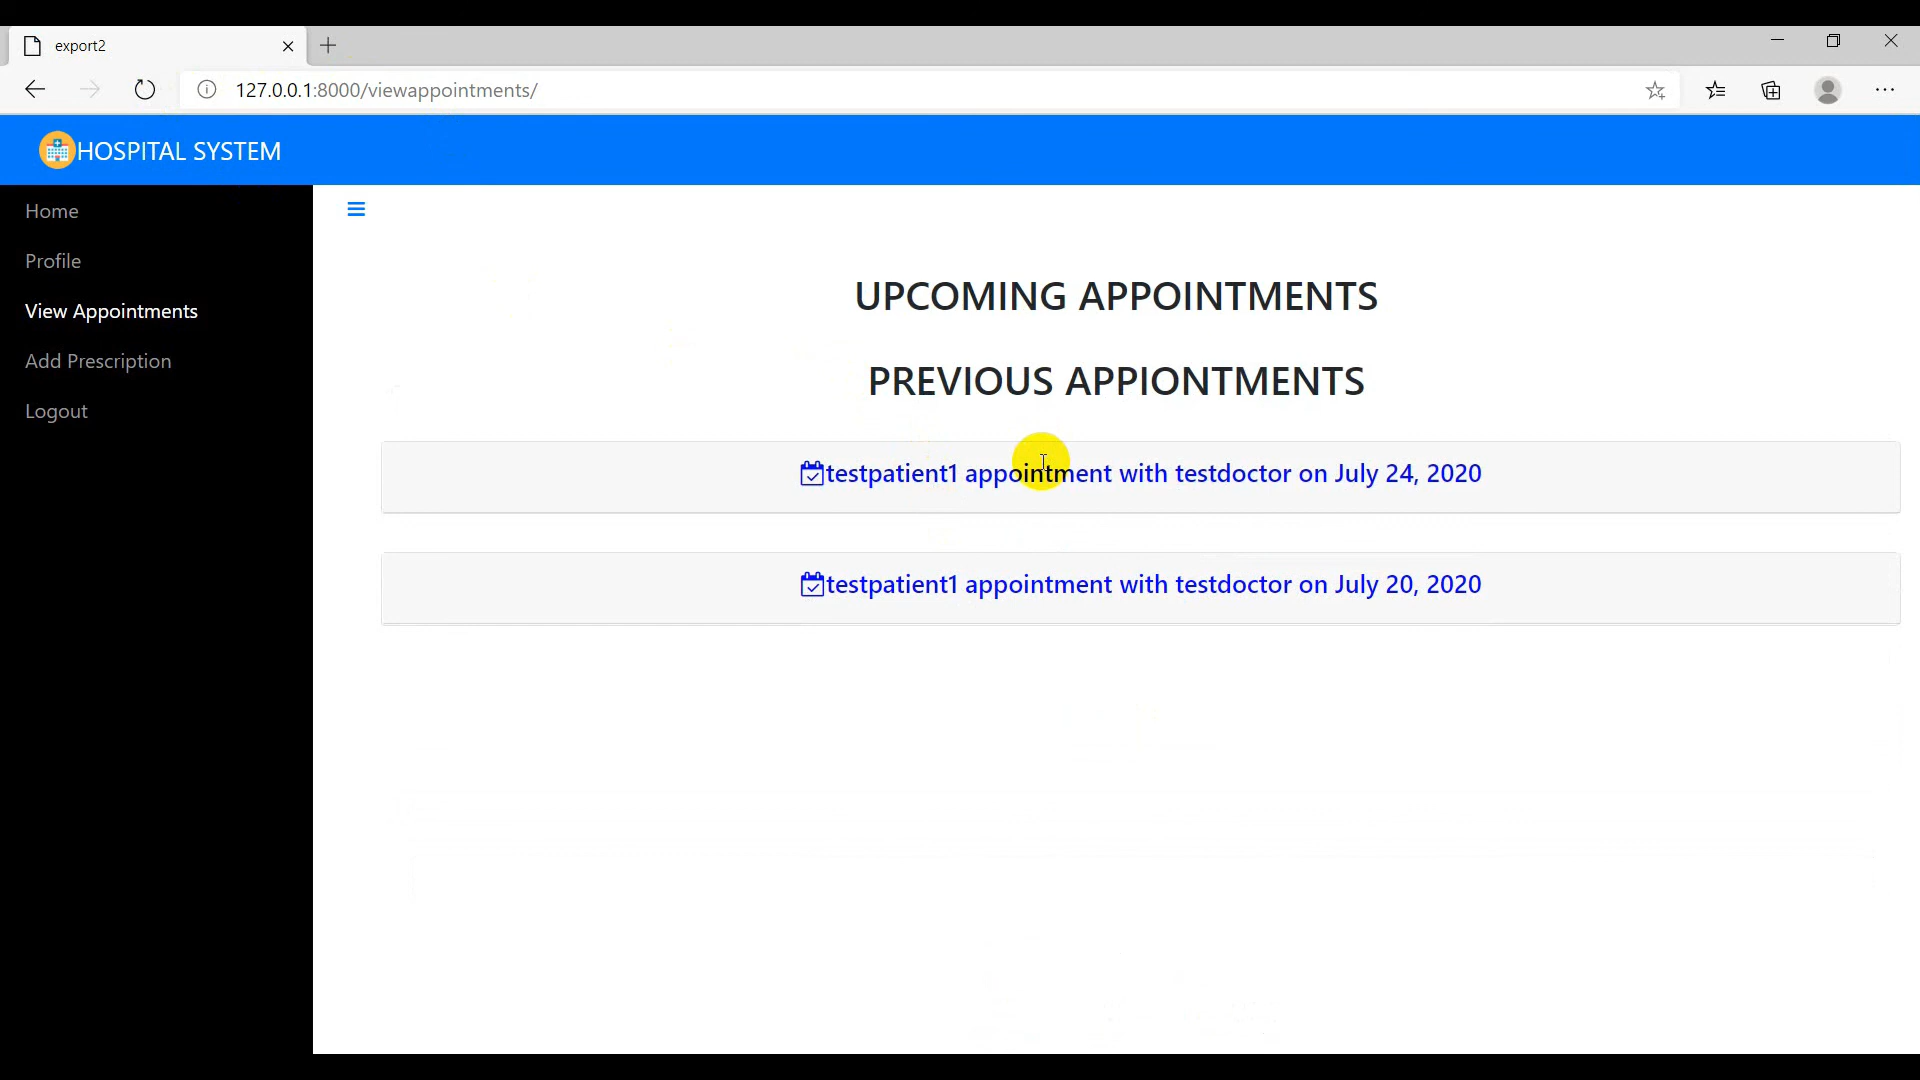 export2
127.0.0.1:8000/viewappointments/
HOSPITAL SYSTEM
Home
Profile
View Appointments
Add Prescription
Logout
UPCOMING APPOINTMENTS
PREVIOUS APPIONTMENTS
testpatient1 appointment with testdoctor on July 24, 2020
testpatient1 appointment with testdoctor on July 20, 2020